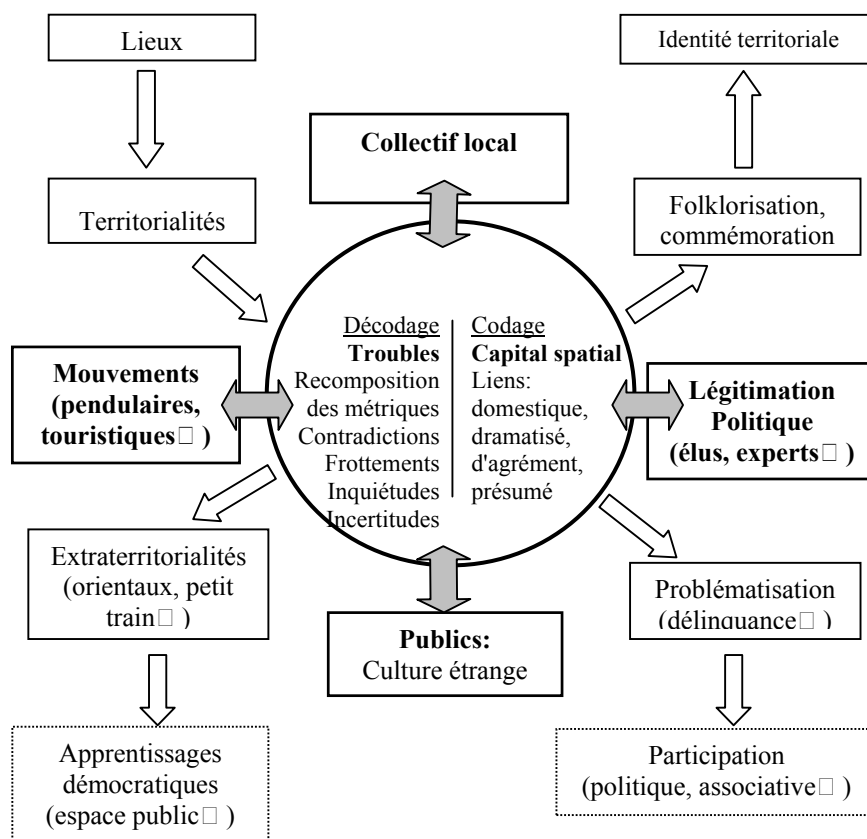 Lieux
Identité territoriale
Collectif local
Territorialités
Folklorisation,
commémoration
Décodage
Troubles
Recomposition
des métriques
Contradictions
Frottements
Inquiétudes
Incertitudes
Codage
Capital spatial
Liens:
domestique,
dramatisé,
d'agrément,
présumé
Mouvements
(pendulaires,
touristiques□ )
Légitimation
Politique
(élus, experts□ )
Extraterritorialités
(orientaux, petit
train□ )
Publics:
Culture étrange
Problématisation
(délinquance□ )
Apprentissages
démocratiques
(espace public□ )
Participation
(politique, associative□ )